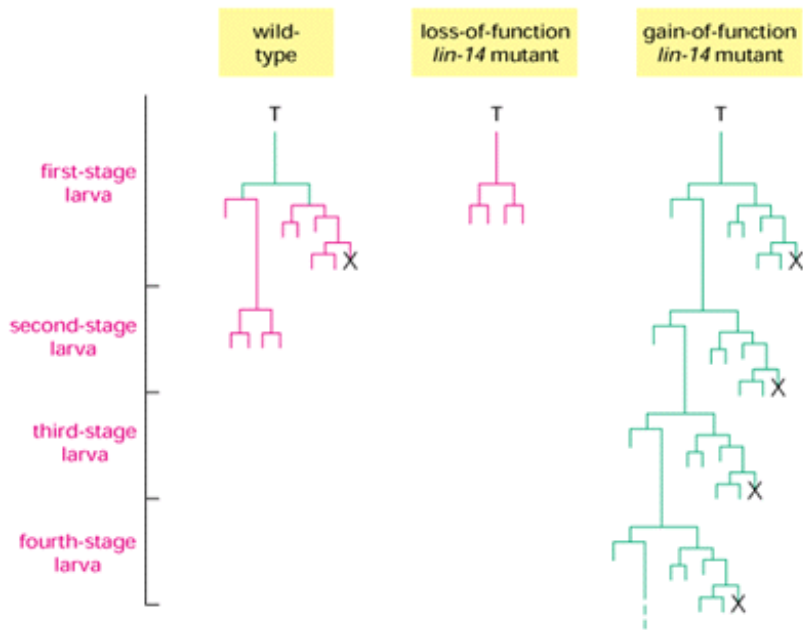 wild-
type
loss-of-function
lin-14 mutant
gain-of-function
lin-14 mutant
T
T
T
first-stage
larva
X
X
second-stage
larva
X
third-stage
larva
X
fourth-stage
larva
X